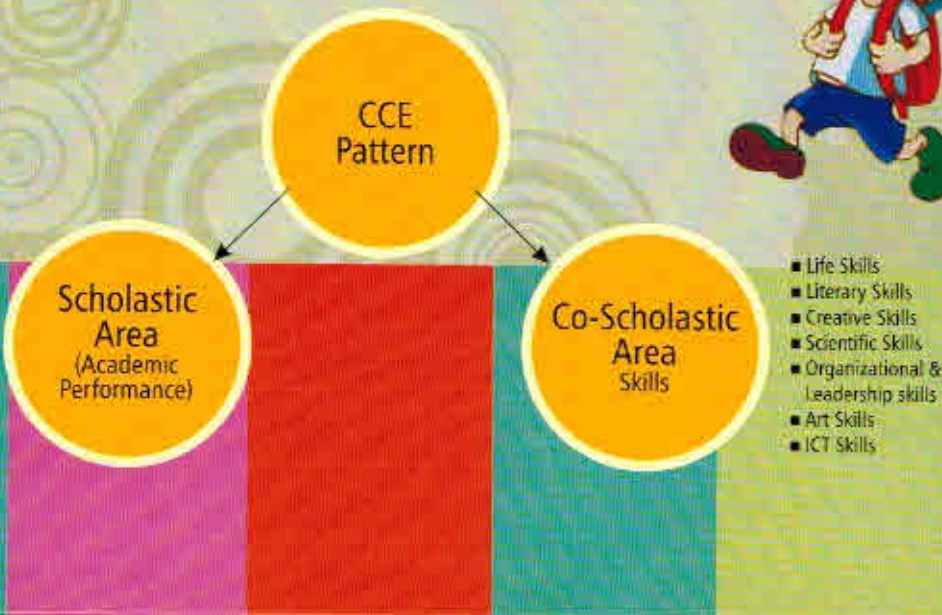 CCE
Pattern
Scholastic
Area
(Academic
Performance)
Co-Scholastic
Area
Skills
■ Life Skills
■ Literary Skills
■ Creative Skills
■ Scientific Skills
■ Organizational &
Leadership skills
■ Art Skills
■ ICT Skills